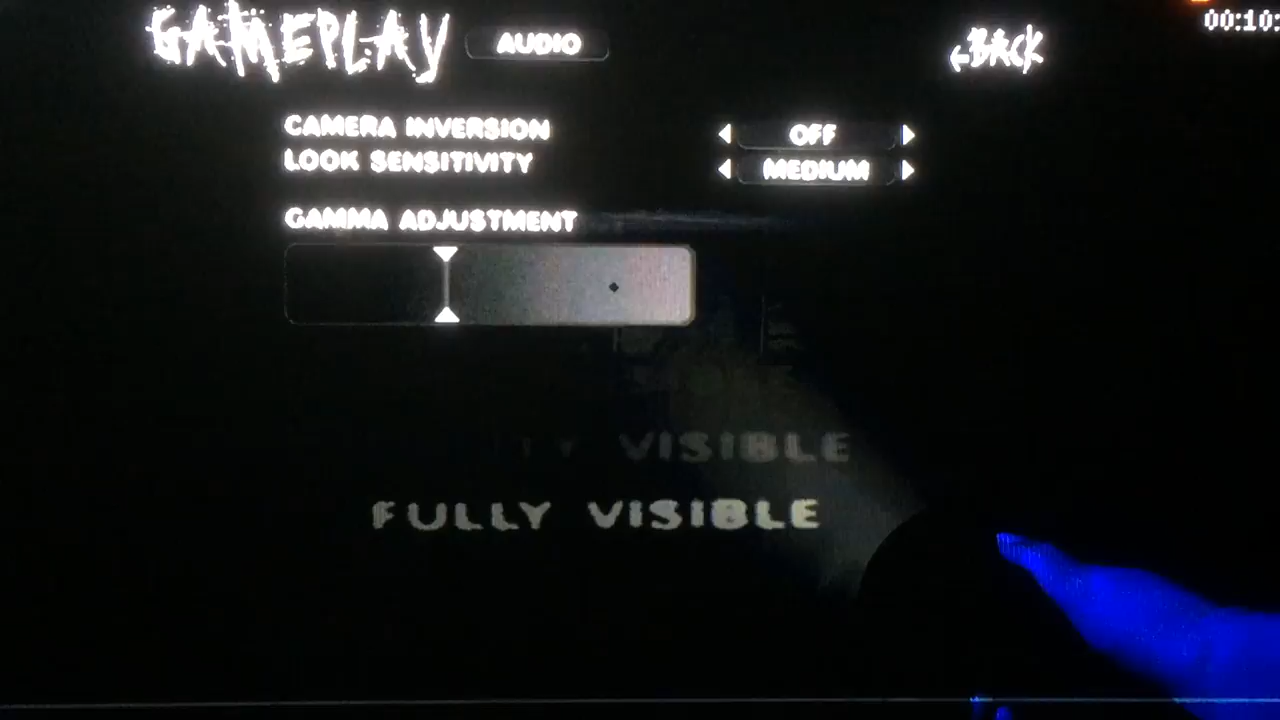 GAMEPLAY AUDIO BACK 00:10:
CAMERA INVERSION OFF
LOOK SENSITIVITY MEDIUM
GAMMA ADJUSTMENT
VISIBLE
FULLY VISIBLE